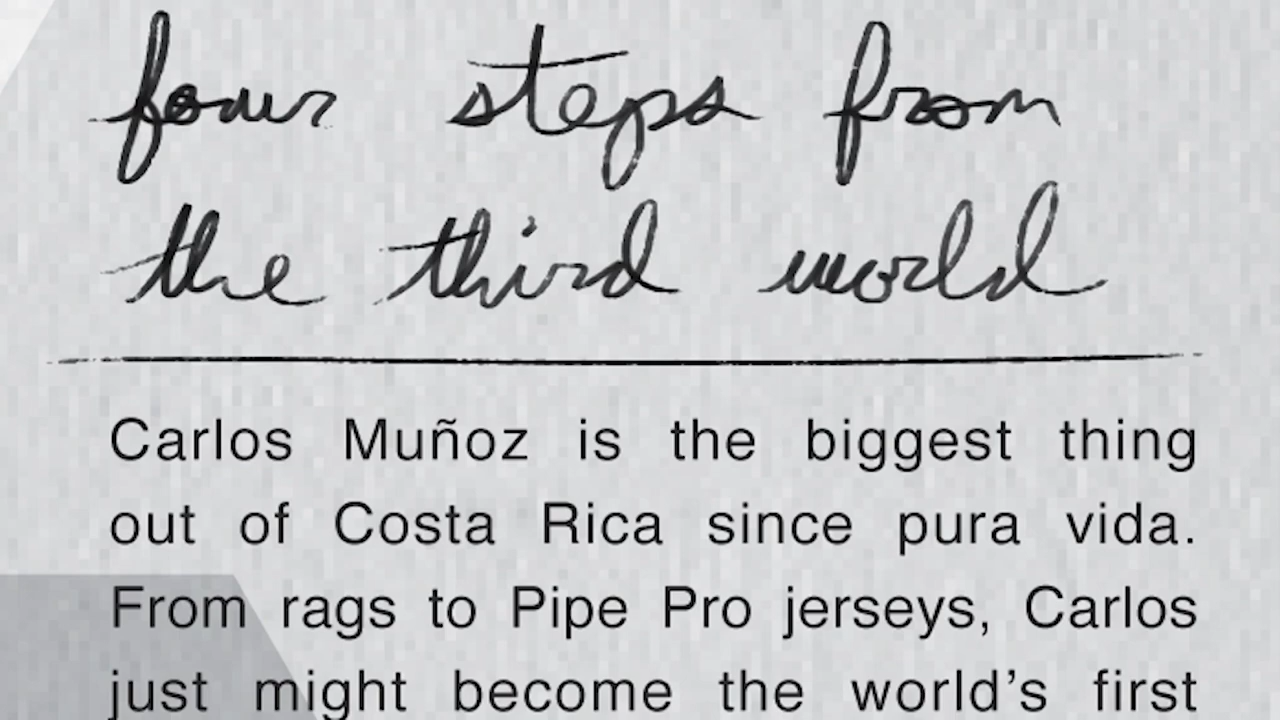 four steps from
the third world
Carlos Muñoz is the biggest thing
out of Costa Rica since pura vida.
From rags to Pipe Pro jerseys, Carlos
just might become the world’s first